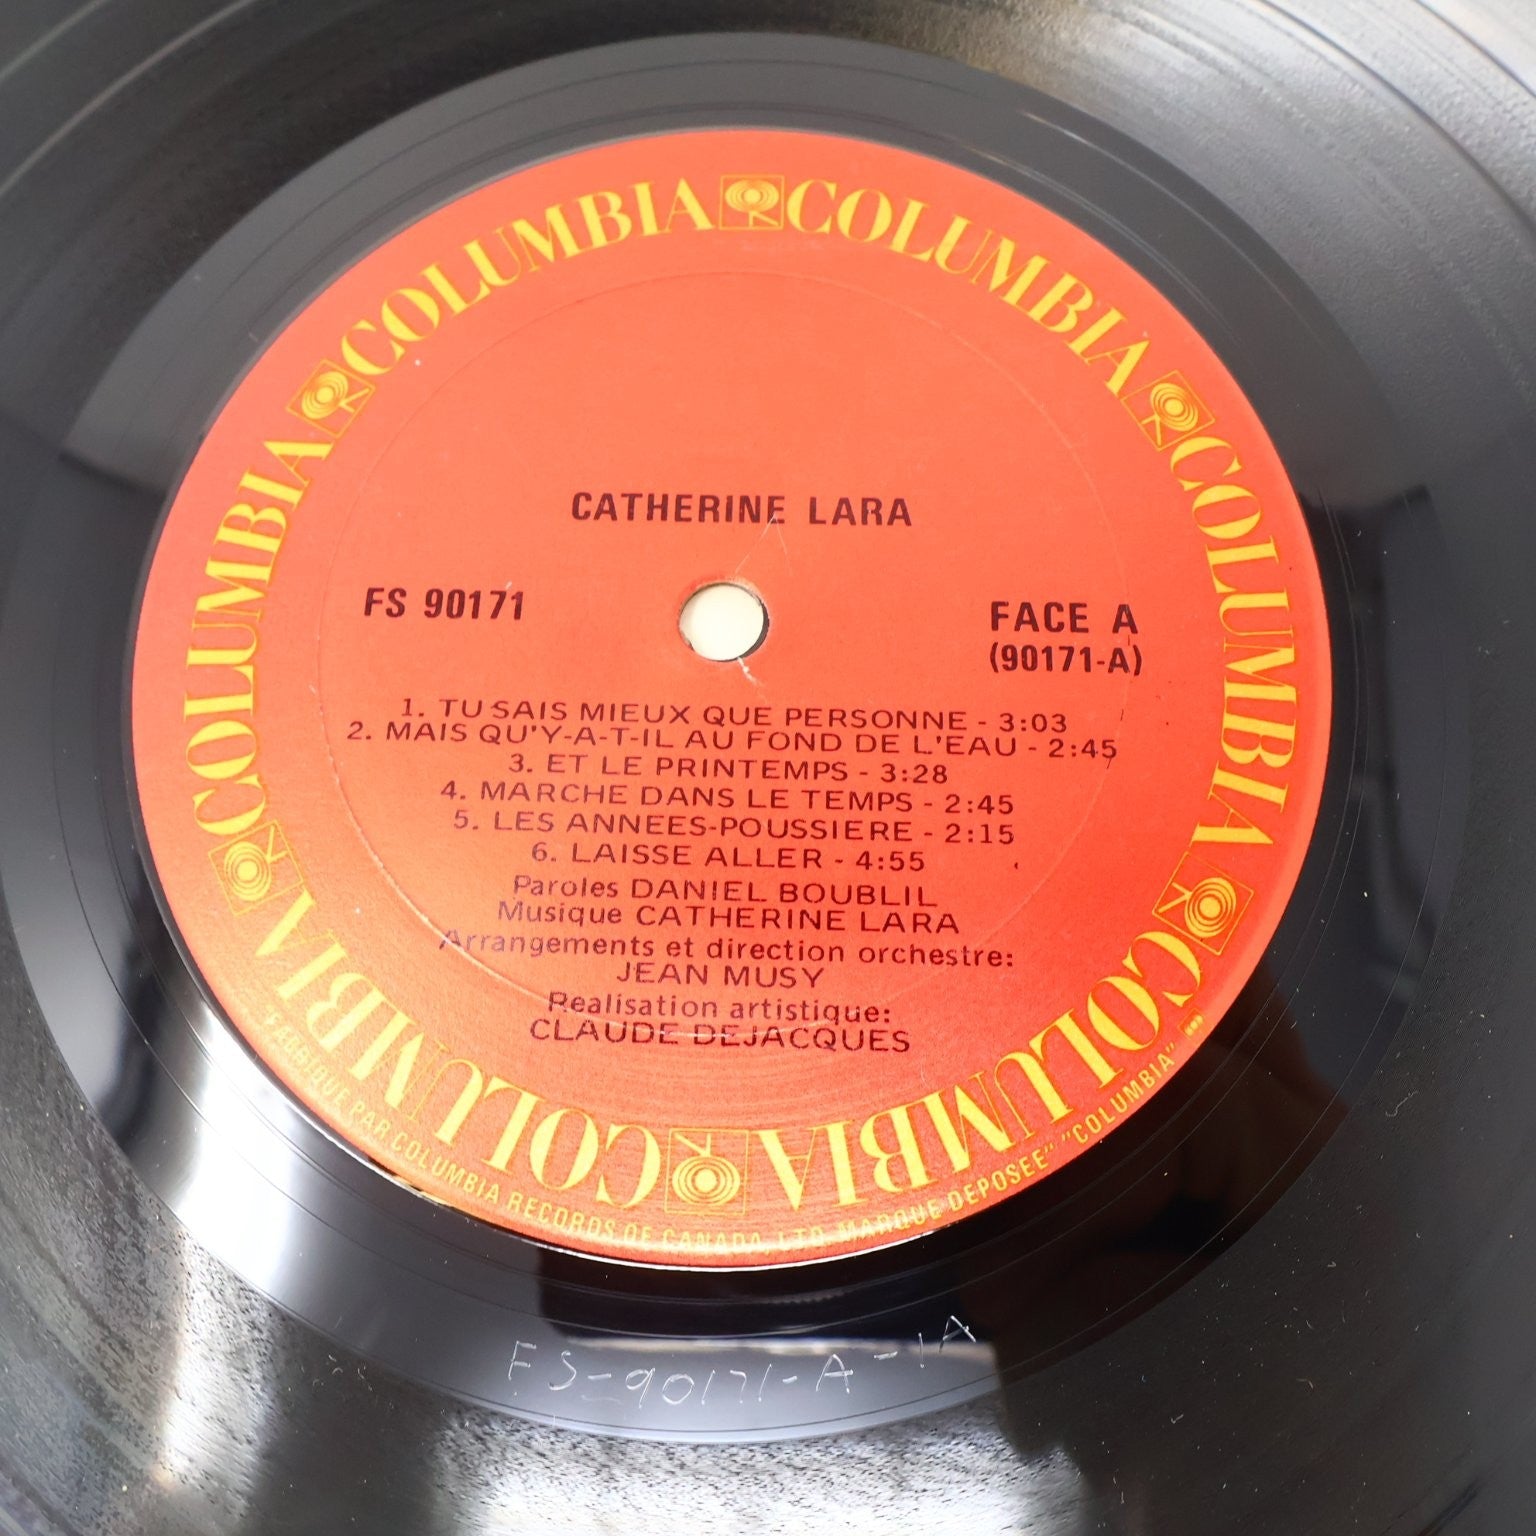 COLUMBIA COLUMBIA COLUMBIA COLUMBIA COLUMBIA COLUMBIA
CATHERINE LARA
FS 90171
FACE A
(90171-A)
1. TU SAIS MIEUX QUE PERSONNE - 3:03
2. MAIS QU'Y-A-T-IL AU FOND DE L'EAU - 2:45
3. ET LE PRINTEMPS - 3:28
4. MARCHE DANS LE TEMPS - 2:45
5. LES ANNEES-POUSSIERE - 2:15
6. LAISSE ALLER - 4:55
Paroles DANIEL BOUBLIL
Musique CATHERINE LARA
Arrangements et direction orchestre:
JEAN MUSY
Realisation artistique:
CLAUDE DEJACQUES
FABRIQUE PAR COLUMBIA RECORDS OF CANADA, LTD. MARQUE DEPOSEE" "COLUMBIA"
FS-90171-A-1A